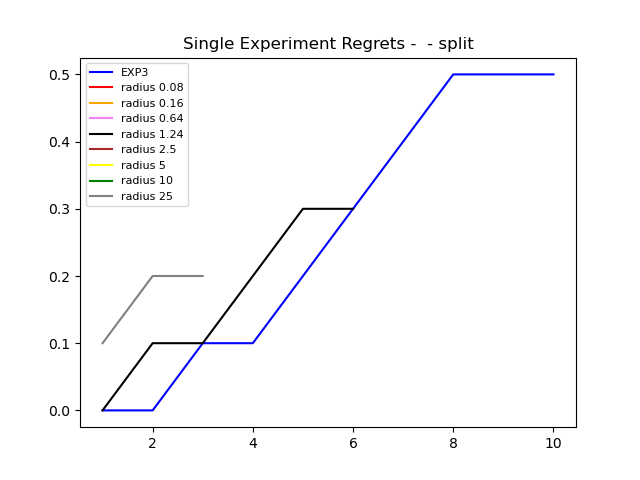 Single Experiment Regrets -  - split
EXP3
radius 0.08
radius 0.16
radius 0.64
radius 1.24
radius 2.5
radius 5
radius 10
radius 25
0.5
0.4
0.3
0.2
0.1
0.0
2 4 6 8 10